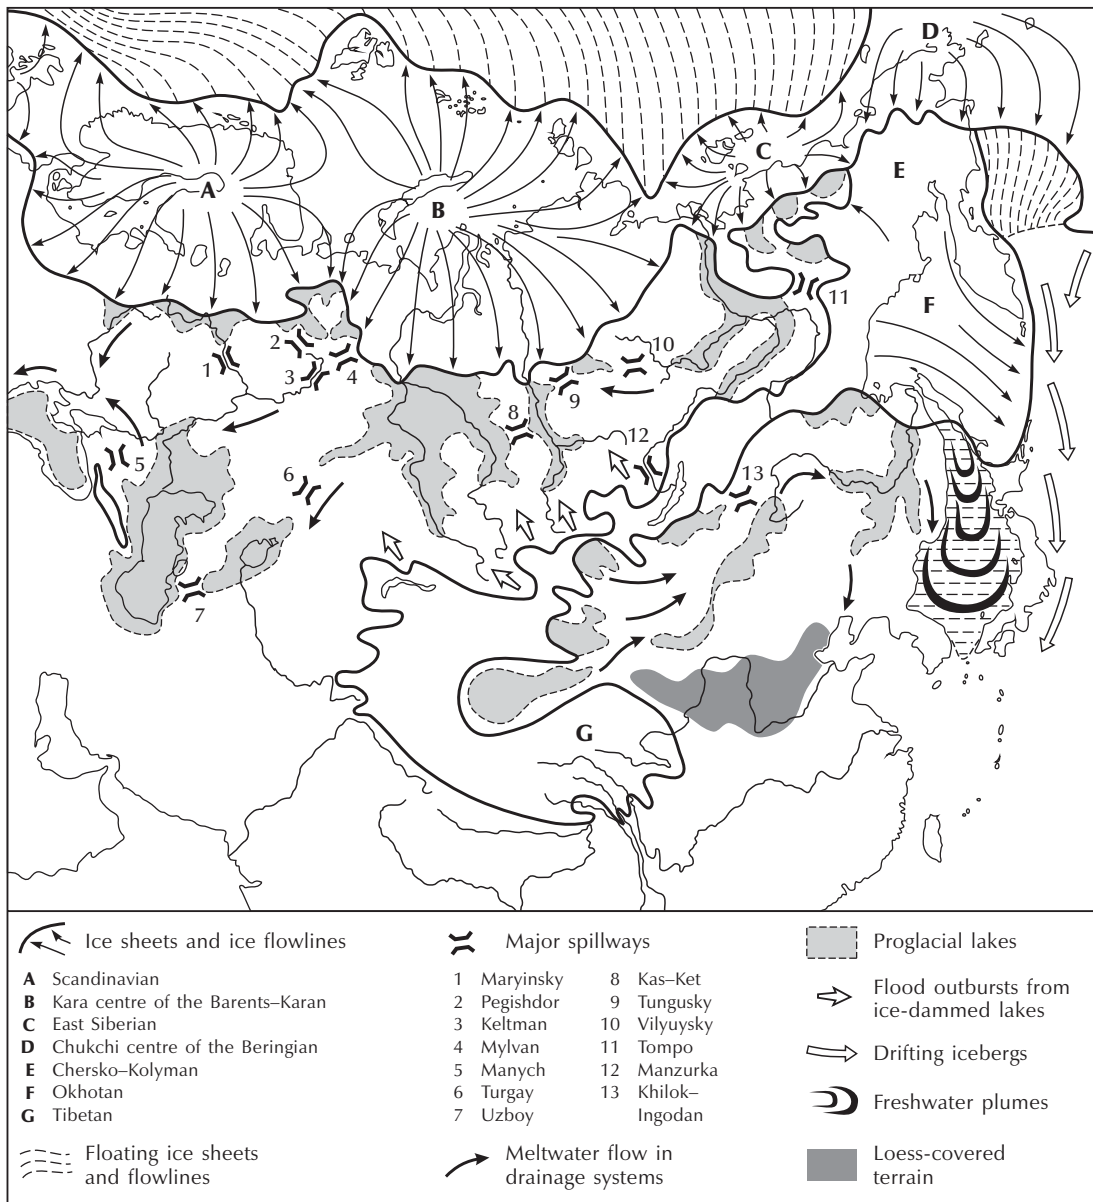 D
C
E
A
B
F
11
2
10
1
3
4
9
8
12
5
6
13
7
G
Ice sheets and ice flowlines
A Scandinavian
B Kara centre of the Barents–Karan
C East Siberian
D Chukchi centre of the Beringian
E Chersko–Kolyman
F Okhotan
G Tibetan
Floating ice sheets
and flowlines
Major spillways
1 Maryinsky
2 Pegishdor
3 Keltman
4 Mylvan
5 Manych
6 Turgay
7 Uzboy
8 Kas–Ket
9 Tungusky
10 Vilyuysky
11 Tompo
12 Manzurka
13 Khilok–
Ingodan
Meltwater flow in
drainage systems
Proglacial lakes
Flood outbursts from
ice-dammed lakes
Drifting icebergs
Freshwater plumes
Loess-covered
terrain